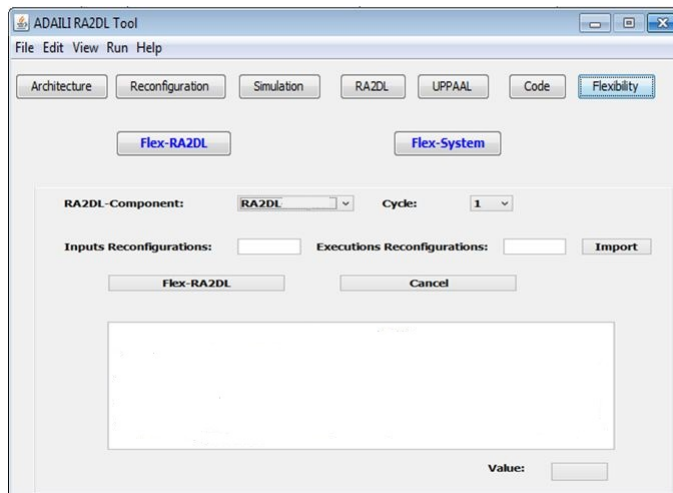 ADAILI RA2DL Tool
File Edit View Run Help
Architecture Reconfiguration Simulation RA2DL UPPAAL Code Flexibility
Flex-RA2DL Flex-System
RA2DL-Component: RA2DL Cycle: 1
Inputs Reconfigurations: Executions Reconfigurations: Import
Flex-RA2DL Cancel
Value: